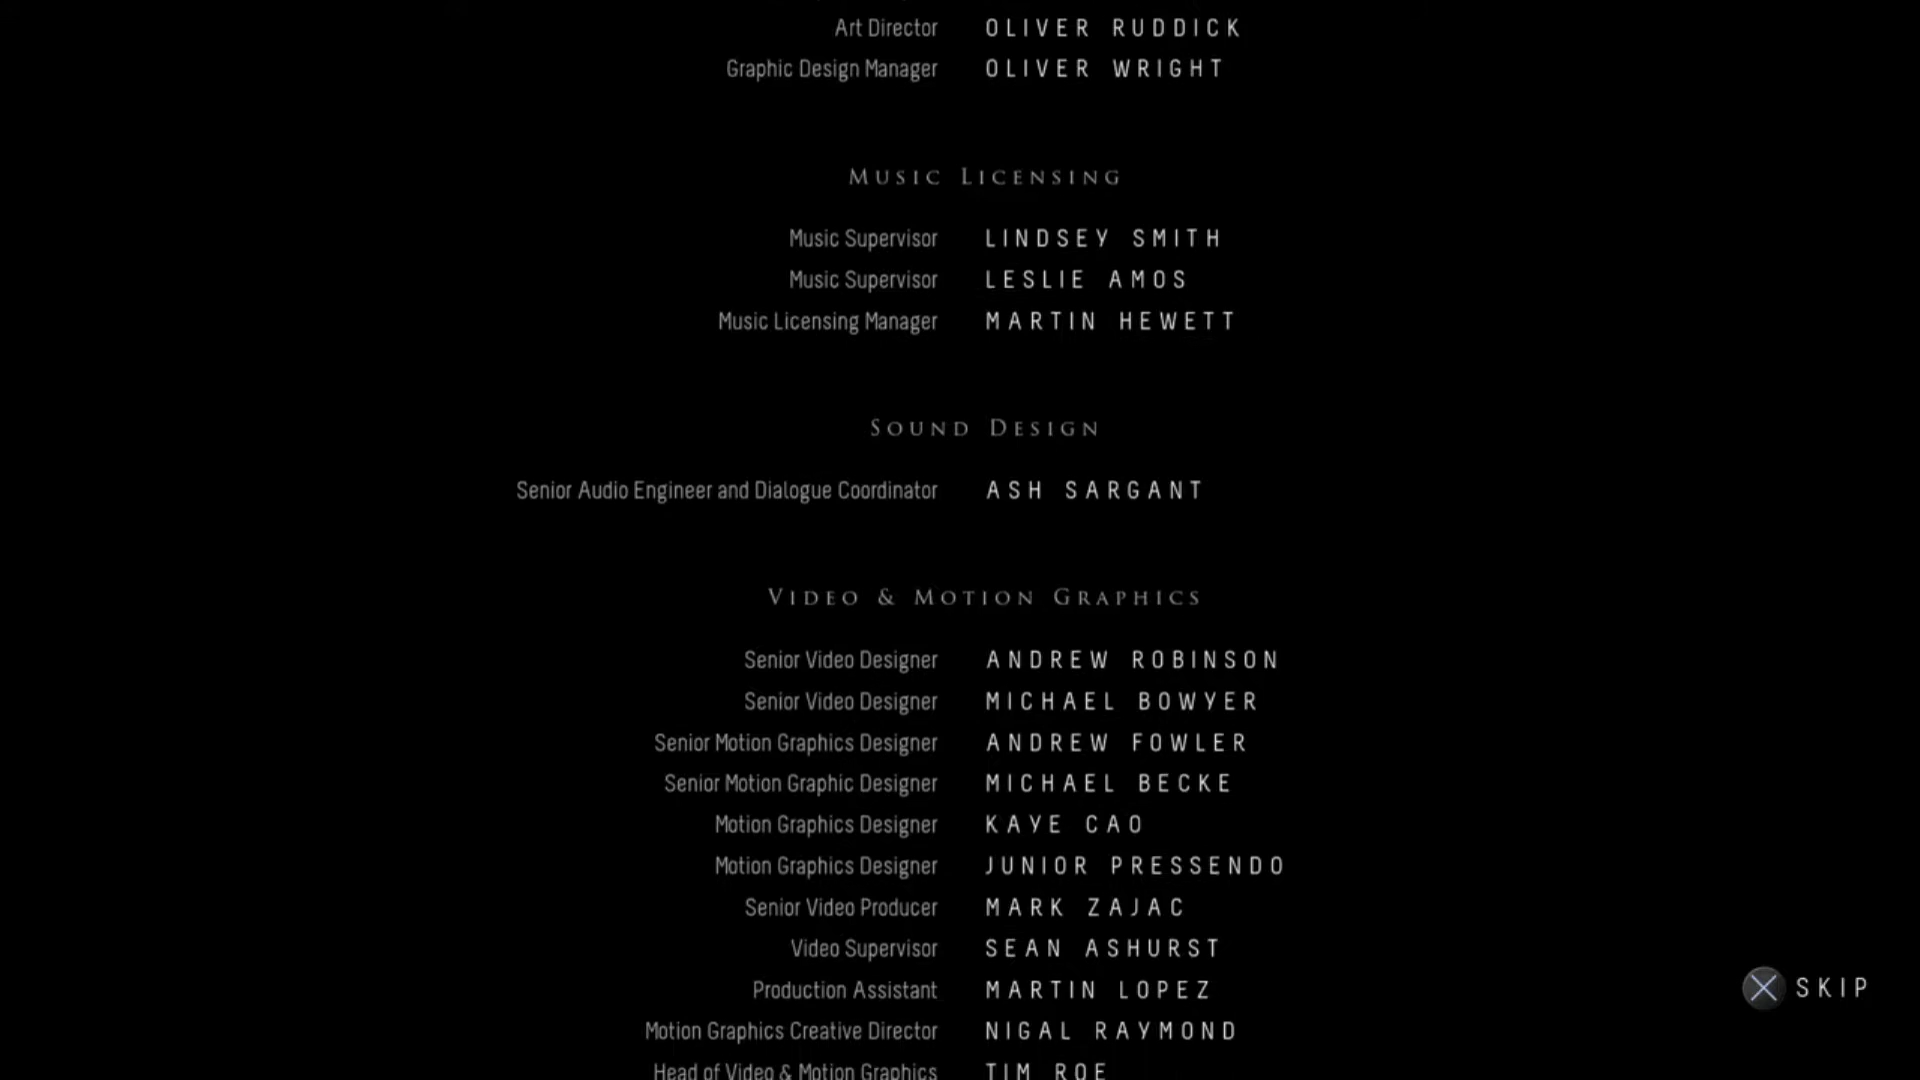 Art Director OLIVER RUDDICK
Graphic Design Manager OLIVER WRIGHT
MUSIC LICENSING
Music Supervisor LINDSEY SMITH
Music Supervisor LESLIE AMOS
Music Licensing Manager MARTIN HEWETT
SOUND DESIGN
Senior Audio Engineer and Dialogue Coordinator ASH SARGANT
VIDEO & MOTION GRAPHICS
Senior Video Designer ANDREW ROBINSON
Senior Video Designer MICHAEL BOWYER
Senior Motion Graphics Designer ANDREW FOWLER
Senior Motion Graphic Designer MICHAEL BECKE
Motion Graphics Designer KAYE CAO
Motion Graphics Designer JUNIOR PRESSENDO
Senior Video Producer MARK ZAJAC
Video Supervisor SEAN ASHURST
Production Assistant MARTIN LOPEZ
SKIP
Motion Graphics Creative Director NIGAL RAYMOND
Head of Video & Motion Graphics TIM ROE